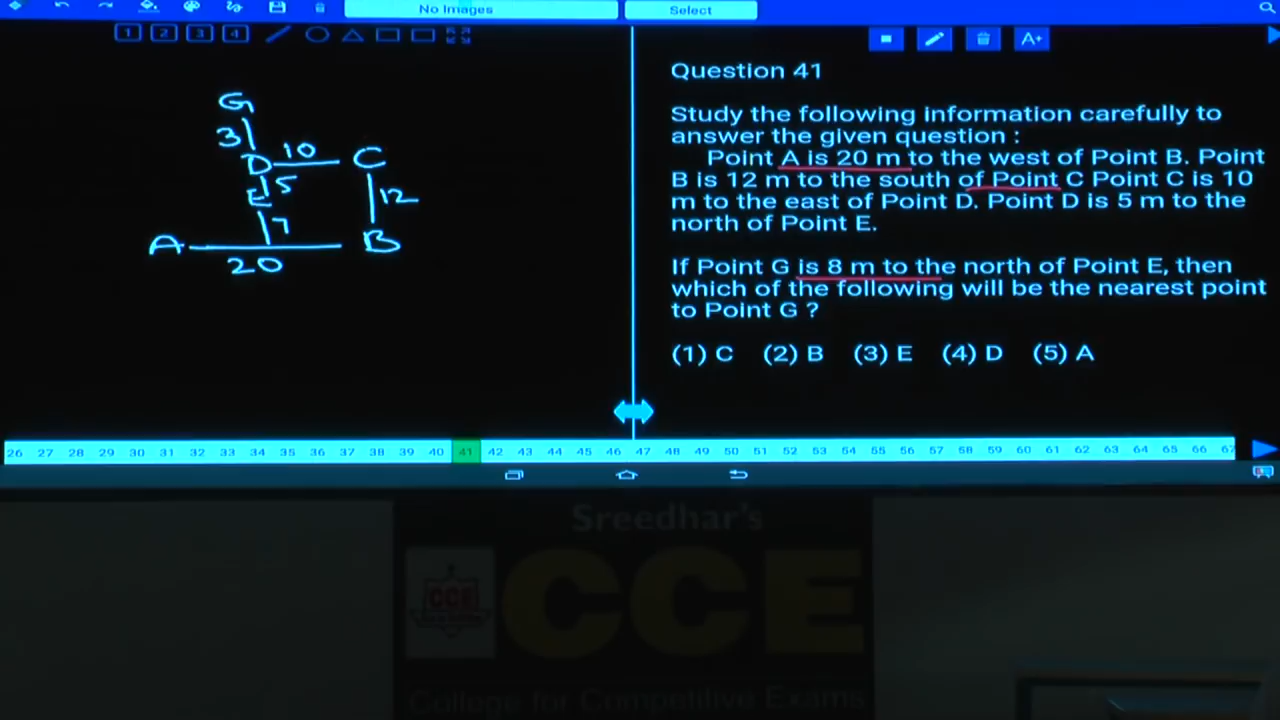 No Images
Select
1 2 3 4
A+
G
3
10
D C
5
E 12
7
A B
20
Question 41
Study the following information carefully to
answer the given question :
Point A is 20 m to the west of Point B. Point
B is 12 m to the south of Point C Point C is 10
m to the east of Point D. Point D is 5 m to the
north of Point E.
If Point G is 8 m to the north of Point E, then
which of the following will be the nearest point
to Point G ?
(1) C (2) B (3) E (4) D (5) A
26 27 28 29 30 31 32 33 34 35 36 37 38 39 40 41 42 43 44 45 46 47 48 49 50 51 52 53 54 55 56 57 58 59 60 61 62 63 64 65 66 67
Sreedhar's
CCE
CCE
College for Competitive Exams